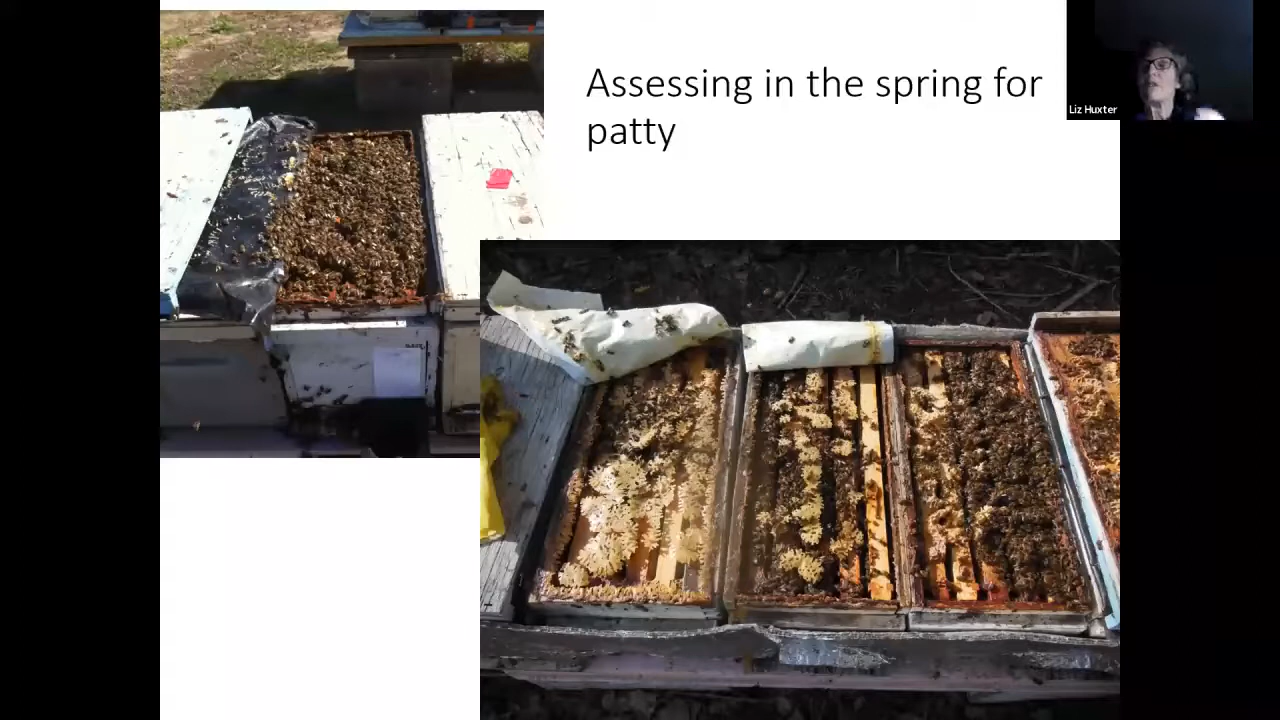 Assessing in the spring for
patty
Liz Huxter